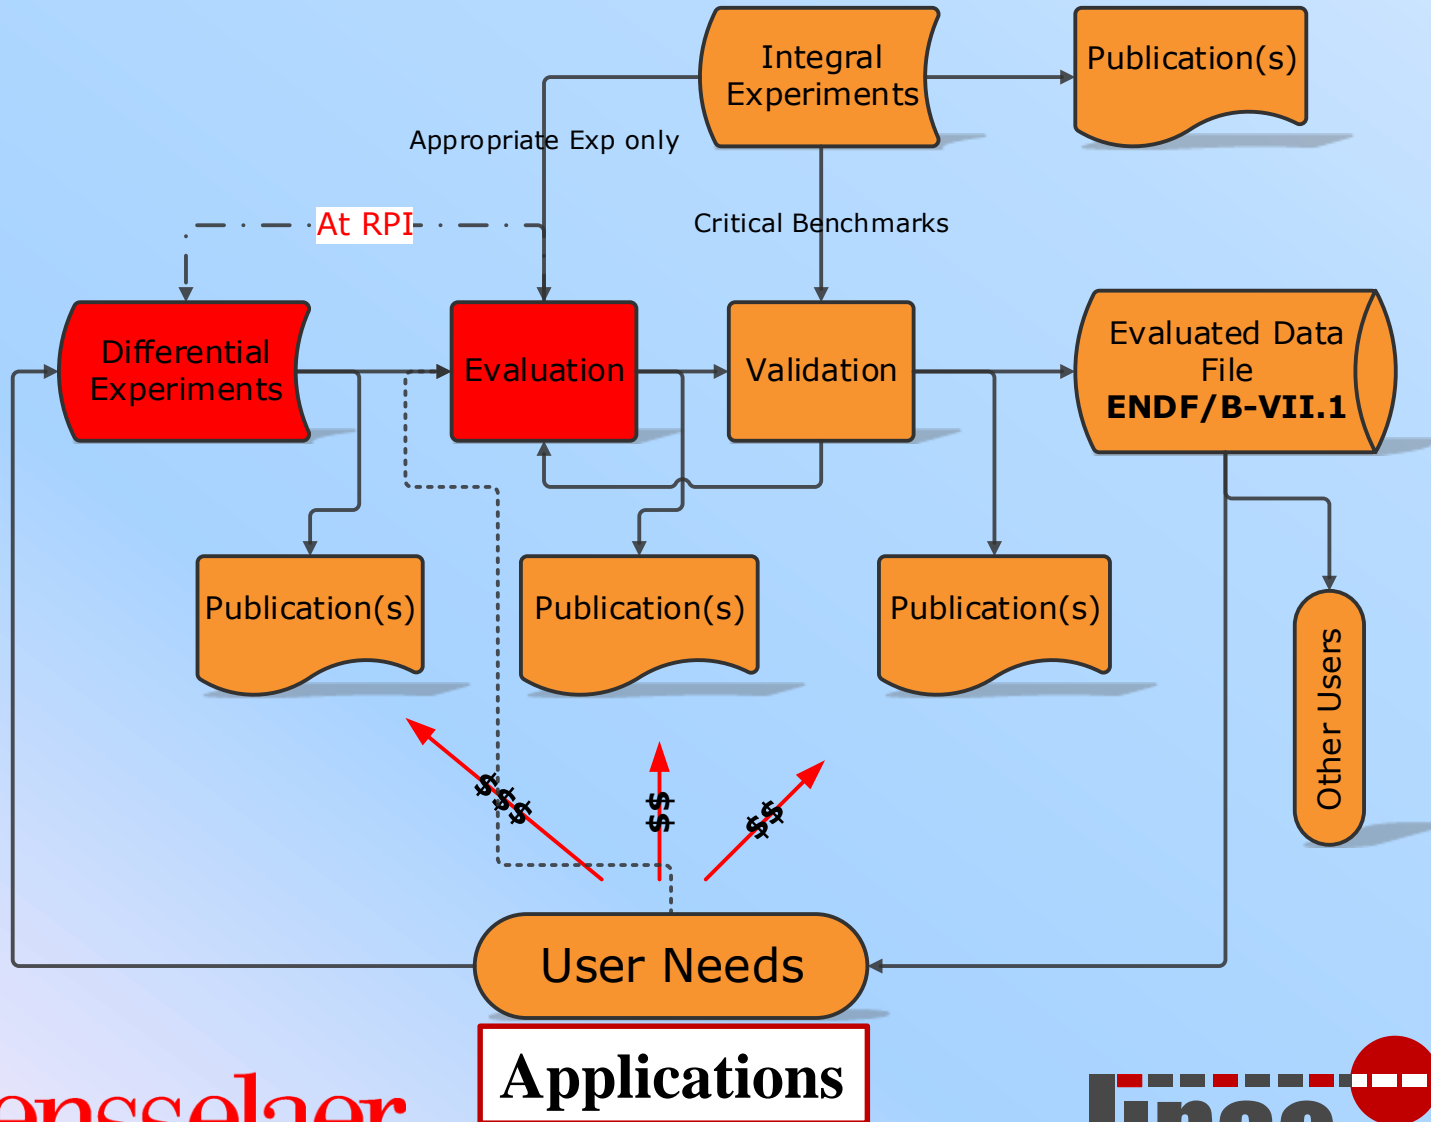 Integral
Experiments
Publication(s)
Appropriate Exp only
At RPI
Critical Benchmarks
Differential
Experiments
Evaluation
Validation
Evaluated Data
File
ENDF/B-VII.1
Publication(s)
Publication(s)
Publication(s)
Other Users
$$$
$$
$$
User Needs
Applications
ensselaer